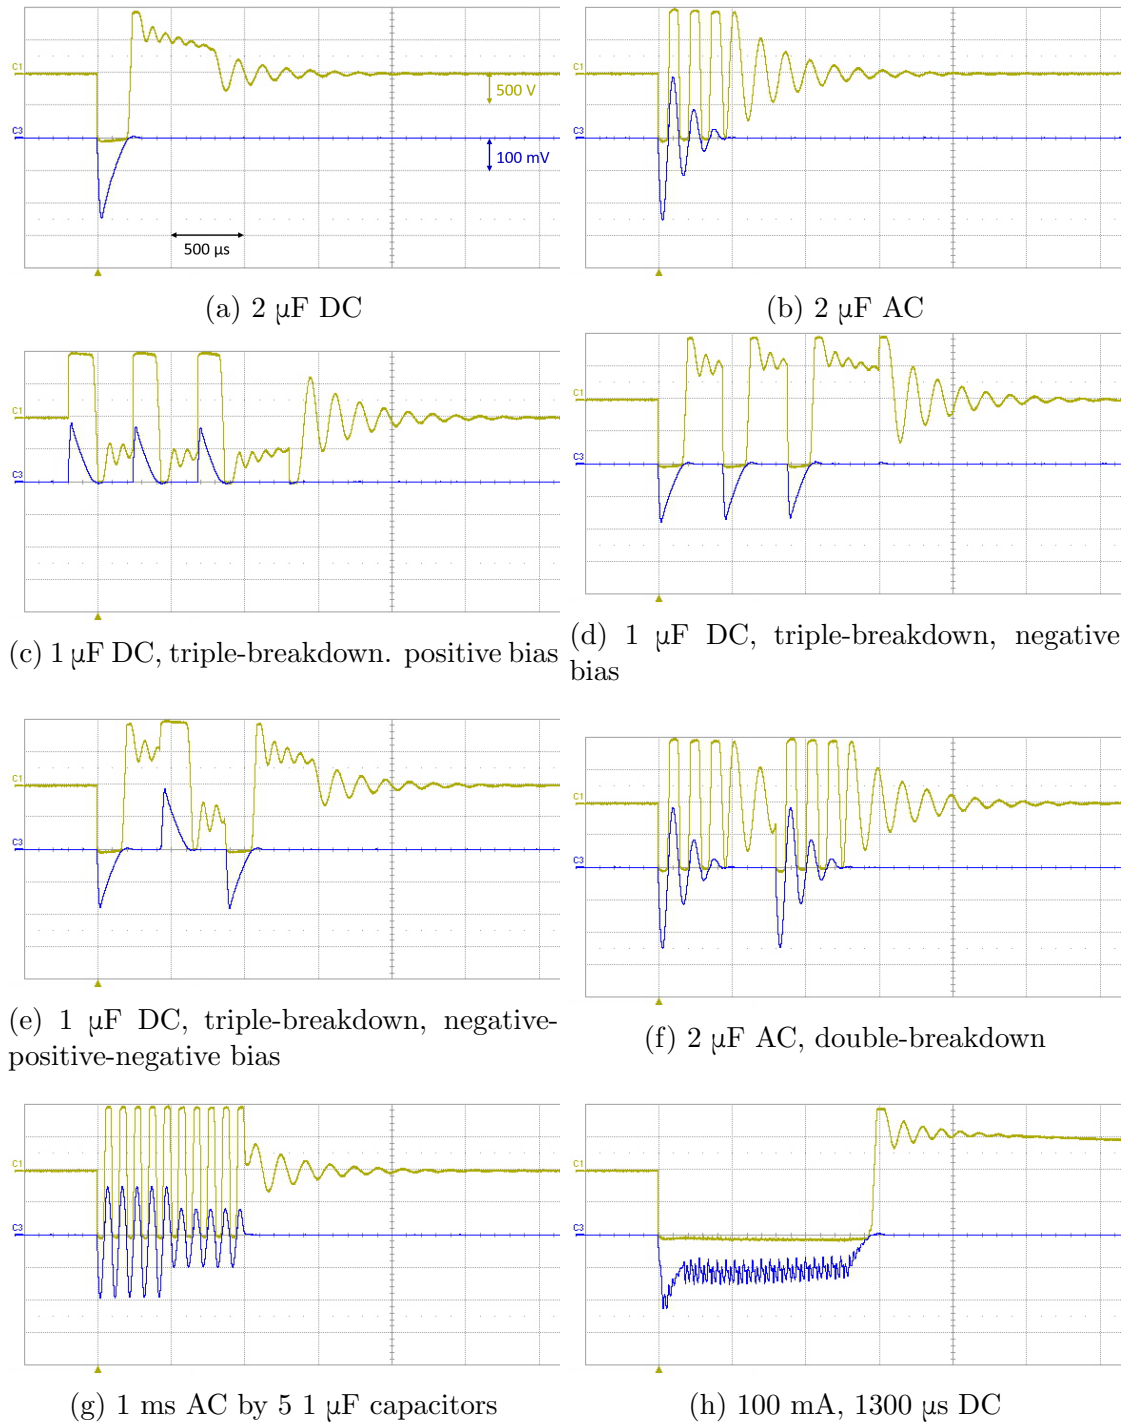 C1
C3
500 V
100 mV
500 µs
(a) 2 µF DC
C1
C3
(b) 2 µF AC
C1
C3
(c) 1 µF DC, triple-breakdown. positive bias
C1
C3
(d) 1 µF DC, triple-breakdown, negative
bias
C1
C3
(e) 1 µF DC, triple-breakdown, negative-
positive-negative bias
C1
C3
(f) 2 µF AC, double-breakdown
C1
C3
(g) 1 ms AC by 5 1 µF capacitors
C1
C3
(h) 100 mA, 1300 µs DC